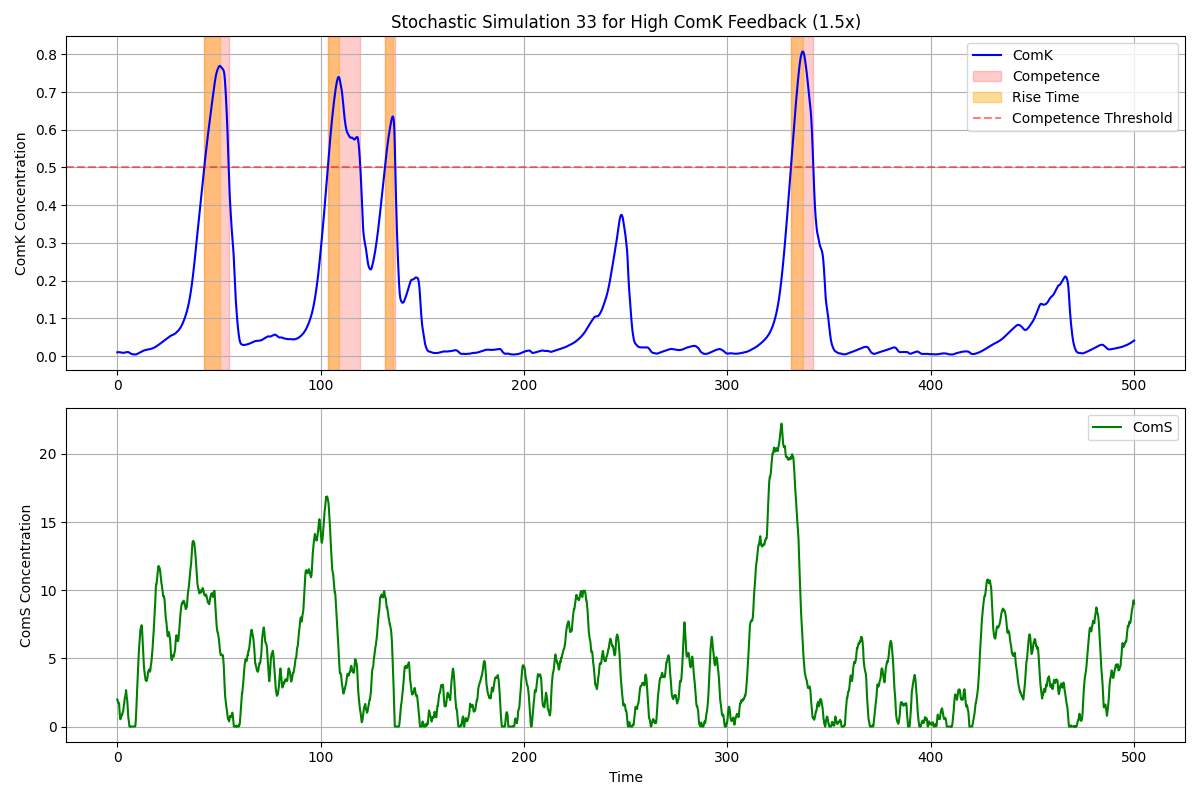 Stochastic Simulation 33 for High ComK Feedback (1.5x)
ComK Concentration
0.8
0.7
0.6
0.5
0.4
0.3
0.2
0.1
0.0
ComK
Competence
Rise Time
Competence Threshold
0 100 200 300 400 500
ComS Concentration
20
15
10
5
0
ComS
0 100 200 300 400 500
Time